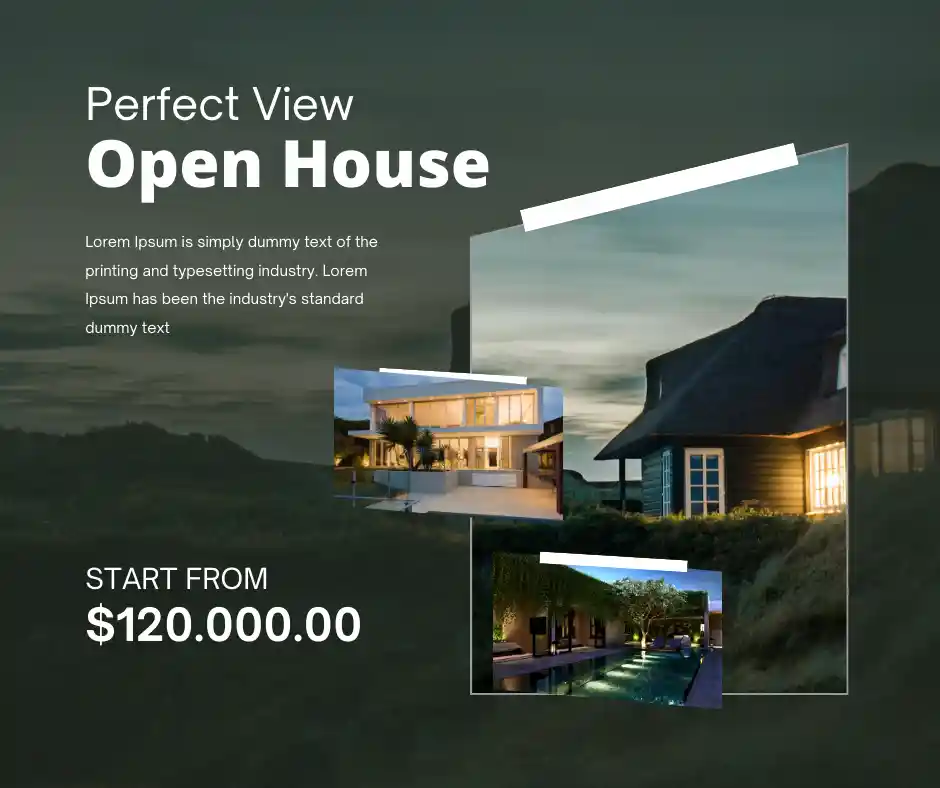 Perfect View
Open House
Lorem Ipsum is simply dummy text of the
printing and typesetting industry. Lorem
Ipsum has been the industry's standard
dummy text
START FROM
$120.000.00